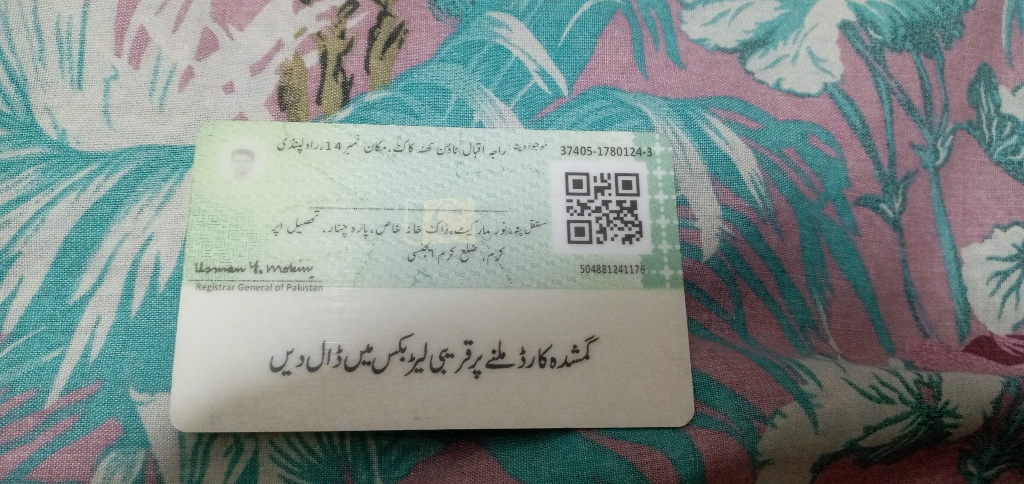 موجودہ پتہ: راجہ اقبال ٹاؤن کھنہ کاک، مکان نمبر 14، راولپنڈی
37405-1780124-3
مستقل پتہ: نور مارکیٹ، ڈاک خانہ خاص، پارہ چنار، تحصیل اپر
کرم، ضلع کرم ایجنسی
504881241176
Usman Y. Mobin
Registrar General of Pakistan
گمشدہ کارڈ ملنے پر قریبی لیٹر بکس میں ڈال دیں